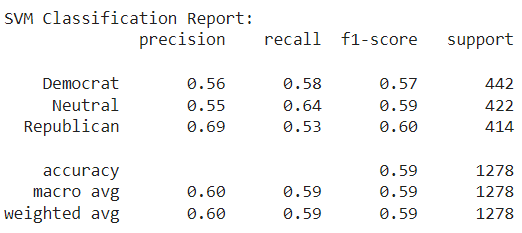 SVM Classification Report:
precision recall f1-score support
Democrat 0.56 0.58 0.57 442
Neutral 0.55 0.64 0.59 422
Republican 0.69 0.53 0.60 414
accuracy 0.59 1278
macro avg 0.60 0.59 0.59 1278
weighted avg 0.60 0.59 0.59 1278